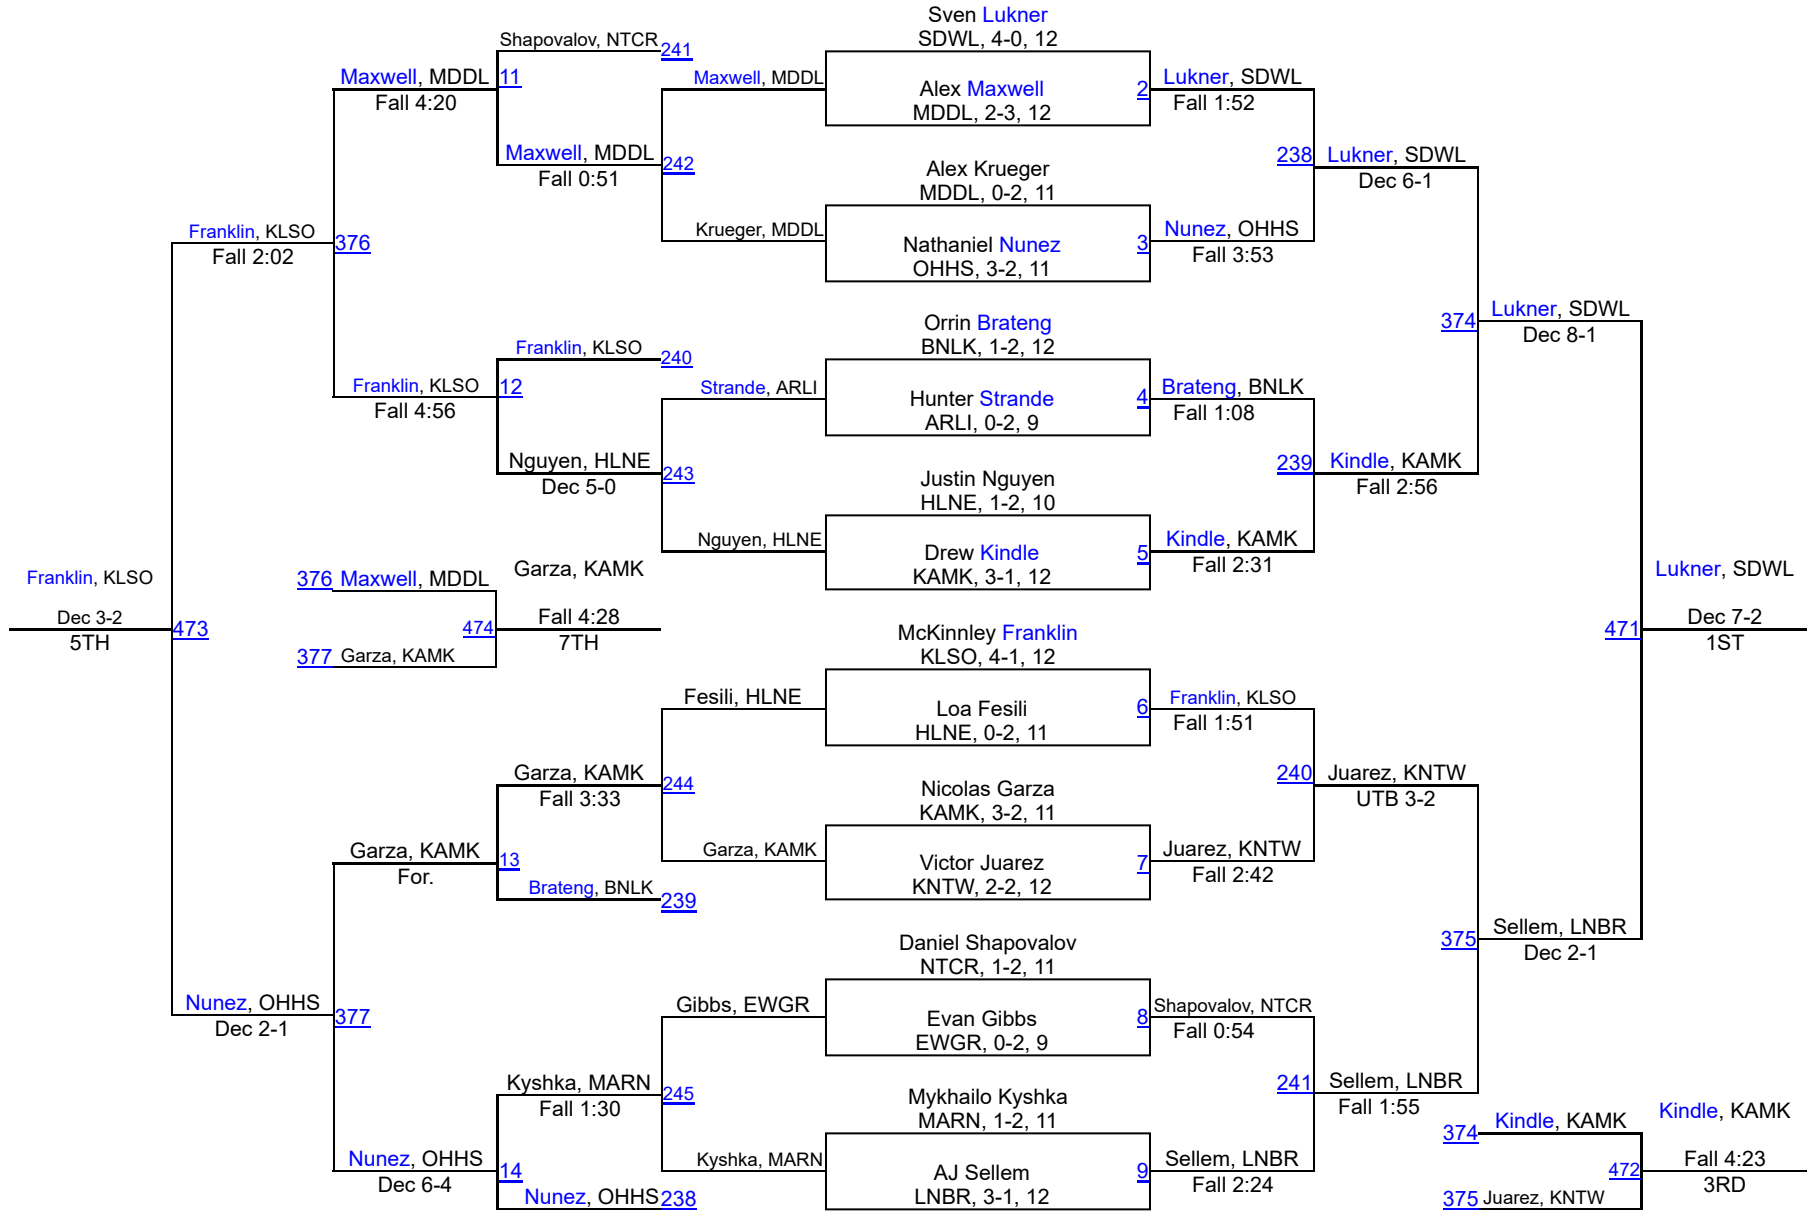 Sven Lukner
SDWL, 4-0, 12
Shapovalov, NTCR 241
Maxwell, MDDL 11
Fall 4:20
Maxwell, MDDL
Alex Maxwell
MDDL, 2-3, 12
2 Lukner, SDWL
Fall 1:52
Maxwell, MDDL 242
Fall 0:51
238 Lukner, SDWL
Dec 6-1
Alex Krueger
MDDL, 0-2, 11
Krueger, MDDL
Nathaniel Nunez
OHHS, 3-2, 11
3 Nunez, OHHS
Fall 3:53
Franklin, KLSO 376
Fall 2:02
374 Lukner, SDWL
Dec 8-1
Orrin Brateng
BNLK, 1-2, 12
Franklin, KLSO 240
Franklin, KLSO 12
Fall 4:56
Strande, ARLI
Hunter Strande
ARLI, 0-2, 9
4 Brateng, BNLK
Fall 1:08
Nguyen, HLNE 243
Dec 5-0
239 Kindle, KAMK
Fall 2:56
Justin Nguyen
HLNE, 1-2, 10
Nguyen, HLNE
Drew Kindle
KAMK, 3-1, 12
5 Kindle, KAMK
Fall 2:31
Franklin, KLSO
Dec 3-2
5TH
473
376 Maxwell, MDDL
377 Garza, KAMK
474
Garza, KAMK
Fall 4:28
7TH
471
Lukner, SDWL
Dec 7-2
1ST
McKinnley Franklin
KLSO, 4-1, 12
Fesili, HLNE
Loa Fesili
HLNE, 0-2, 11
6 Franklin, KLSO
Fall 1:51
Garza, KAMK 244
Fall 3:33
240 Juarez, KNTW
UTB 3-2
Nicolas Garza
KAMK, 3-2, 11
Garza, KAMK
Victor Juarez
KNTW, 2-2, 12
7 Juarez, KNTW
Fall 2:42
Garza, KAMK 13
For.
Brateng, BNLK 239
375 Sellem, LNBR
Dec 2-1
Daniel Shapovalov
NTCR, 1-2, 11
Gibbs, EWGR
Evan Gibbs
EWGR, 0-2, 9
8 Shapovalov, NTCR
Fall 0:54
Nunez, OHHS 377
Dec 2-1
Kyshka, MARN 245
Fall 1:30
241 Sellem, LNBR
Fall 1:55
Mykhailo Kyshka
MARN, 1-2, 11
Kyshka, MARN
AJ Sellem
LNBR, 3-1, 12
9 Sellem, LNBR
Fall 2:24
Nunez, OHHS 14
Dec 6-4
Nunez, OHHS 238
374 Kindle, KAMK
375 Juarez, KNTW
472
Kindle, KAMK
Fall 4:23
3RD